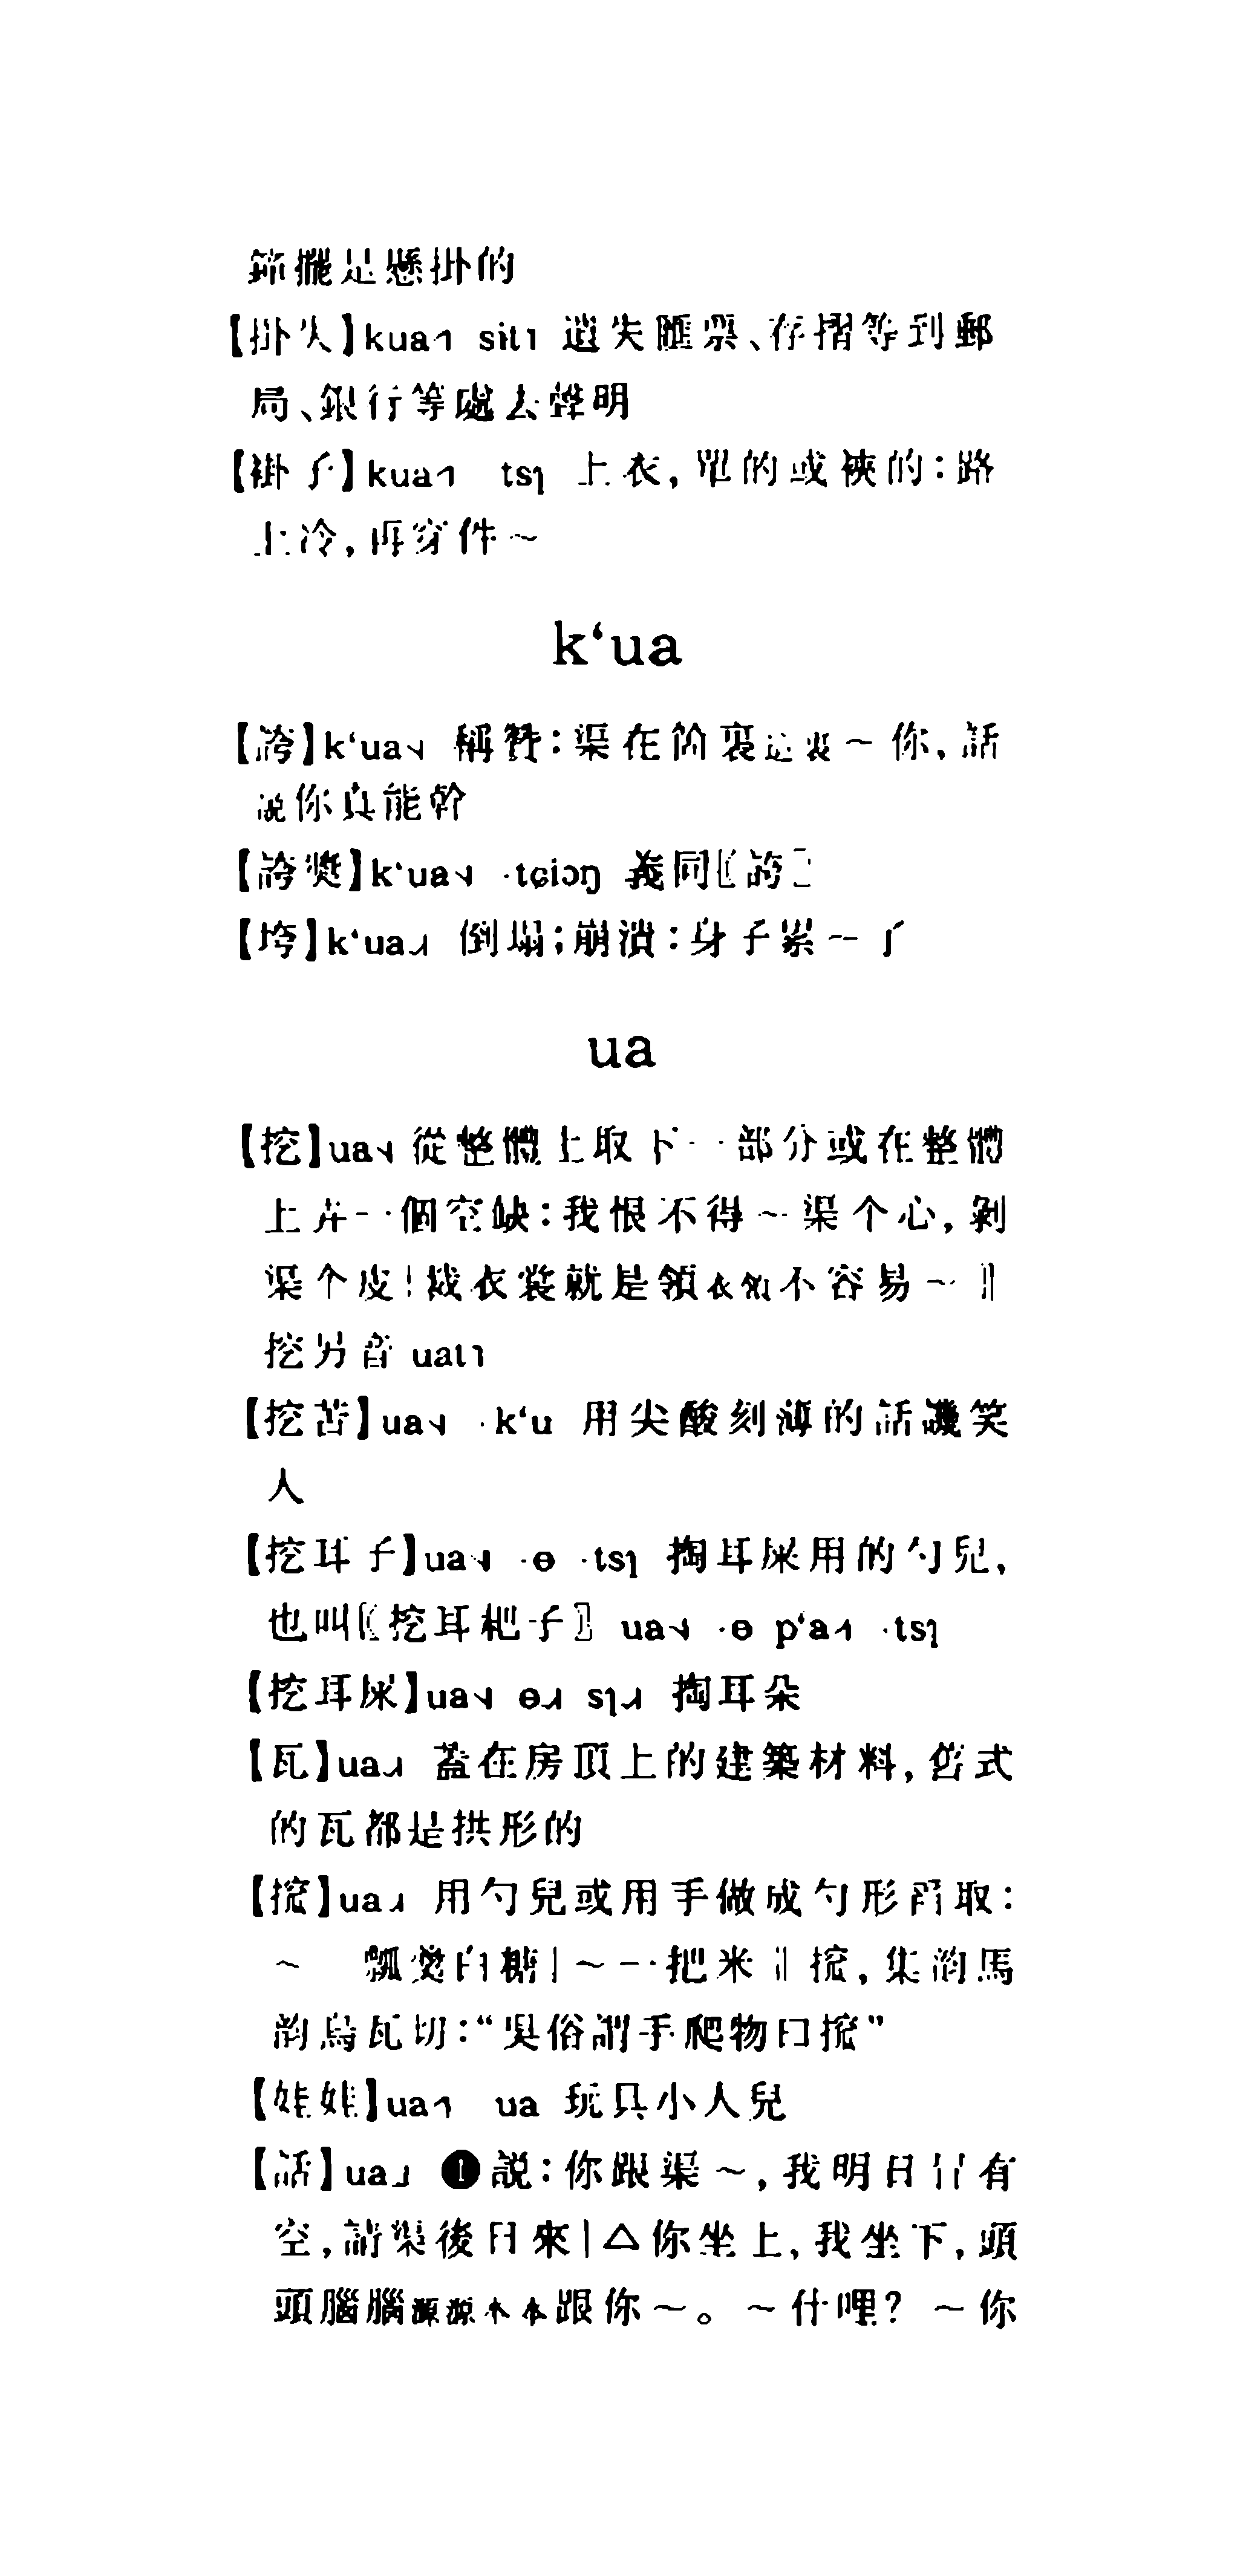 節擺是懸掛的
【掛失】kua˧˥ sit˥ 遺失匯票、存摺等到郵
局、銀行等處去聲明
【褂子】kua˧˥ tsɿ 上衣，單的或裌的：路
上冷，再穿件～
k‘ua
【誇】k‘ua˧˨ 稱贊：渠在箇裏這裏～你，話
説你真能幹
【誇獎】k‘ua˧˨ ·tɕiɔŋ 義同〖誇〗
【垮】k‘ua˨˩˧ 倒塌；崩潰：身子累～了
ua
【挖】ua˧˨ 從整體上取下一部分或在整體
上弄一個空缺：我恨不得～渠个心，剝
渠个皮｜裁衣裳就是領衣領不容易～‖
挖另音 uat˥
【挖苦】ua˧˨ ·k‘u 用尖酸刻薄的話譏笑
人
【挖耳子】ua˧˨ ·ɵ ·tsɿ 掏耳屎用的勺兒，
也叫〖挖耳杷子〗 ua˧˨ ·ɵ p‘a˨˦ ·tsɿ
【挖耳屎】ua˧˨ ɵ˨˩˧ sɿ˨˩˧ 掏耳朵
【瓦】ua˨˩˧ 蓋在房頂上的建築材料，舊式
的瓦都是拱形的
【搲】ua˨˩˧ 用勺兒或用手做成勺形舀取：
～ 瓢羹白糖｜～一把米‖搲，集韵馬
韵烏瓦切：“吴俗謂手爬物曰搲”
【娃娃】ua˧˥ ua 玩具小人兒
【話】ua˩ ❶説：你跟渠～，我明日冇有
空，請渠後日來｜△你坐上，我坐下，頭
頭腦腦源源本本跟你～。～什哩？～你